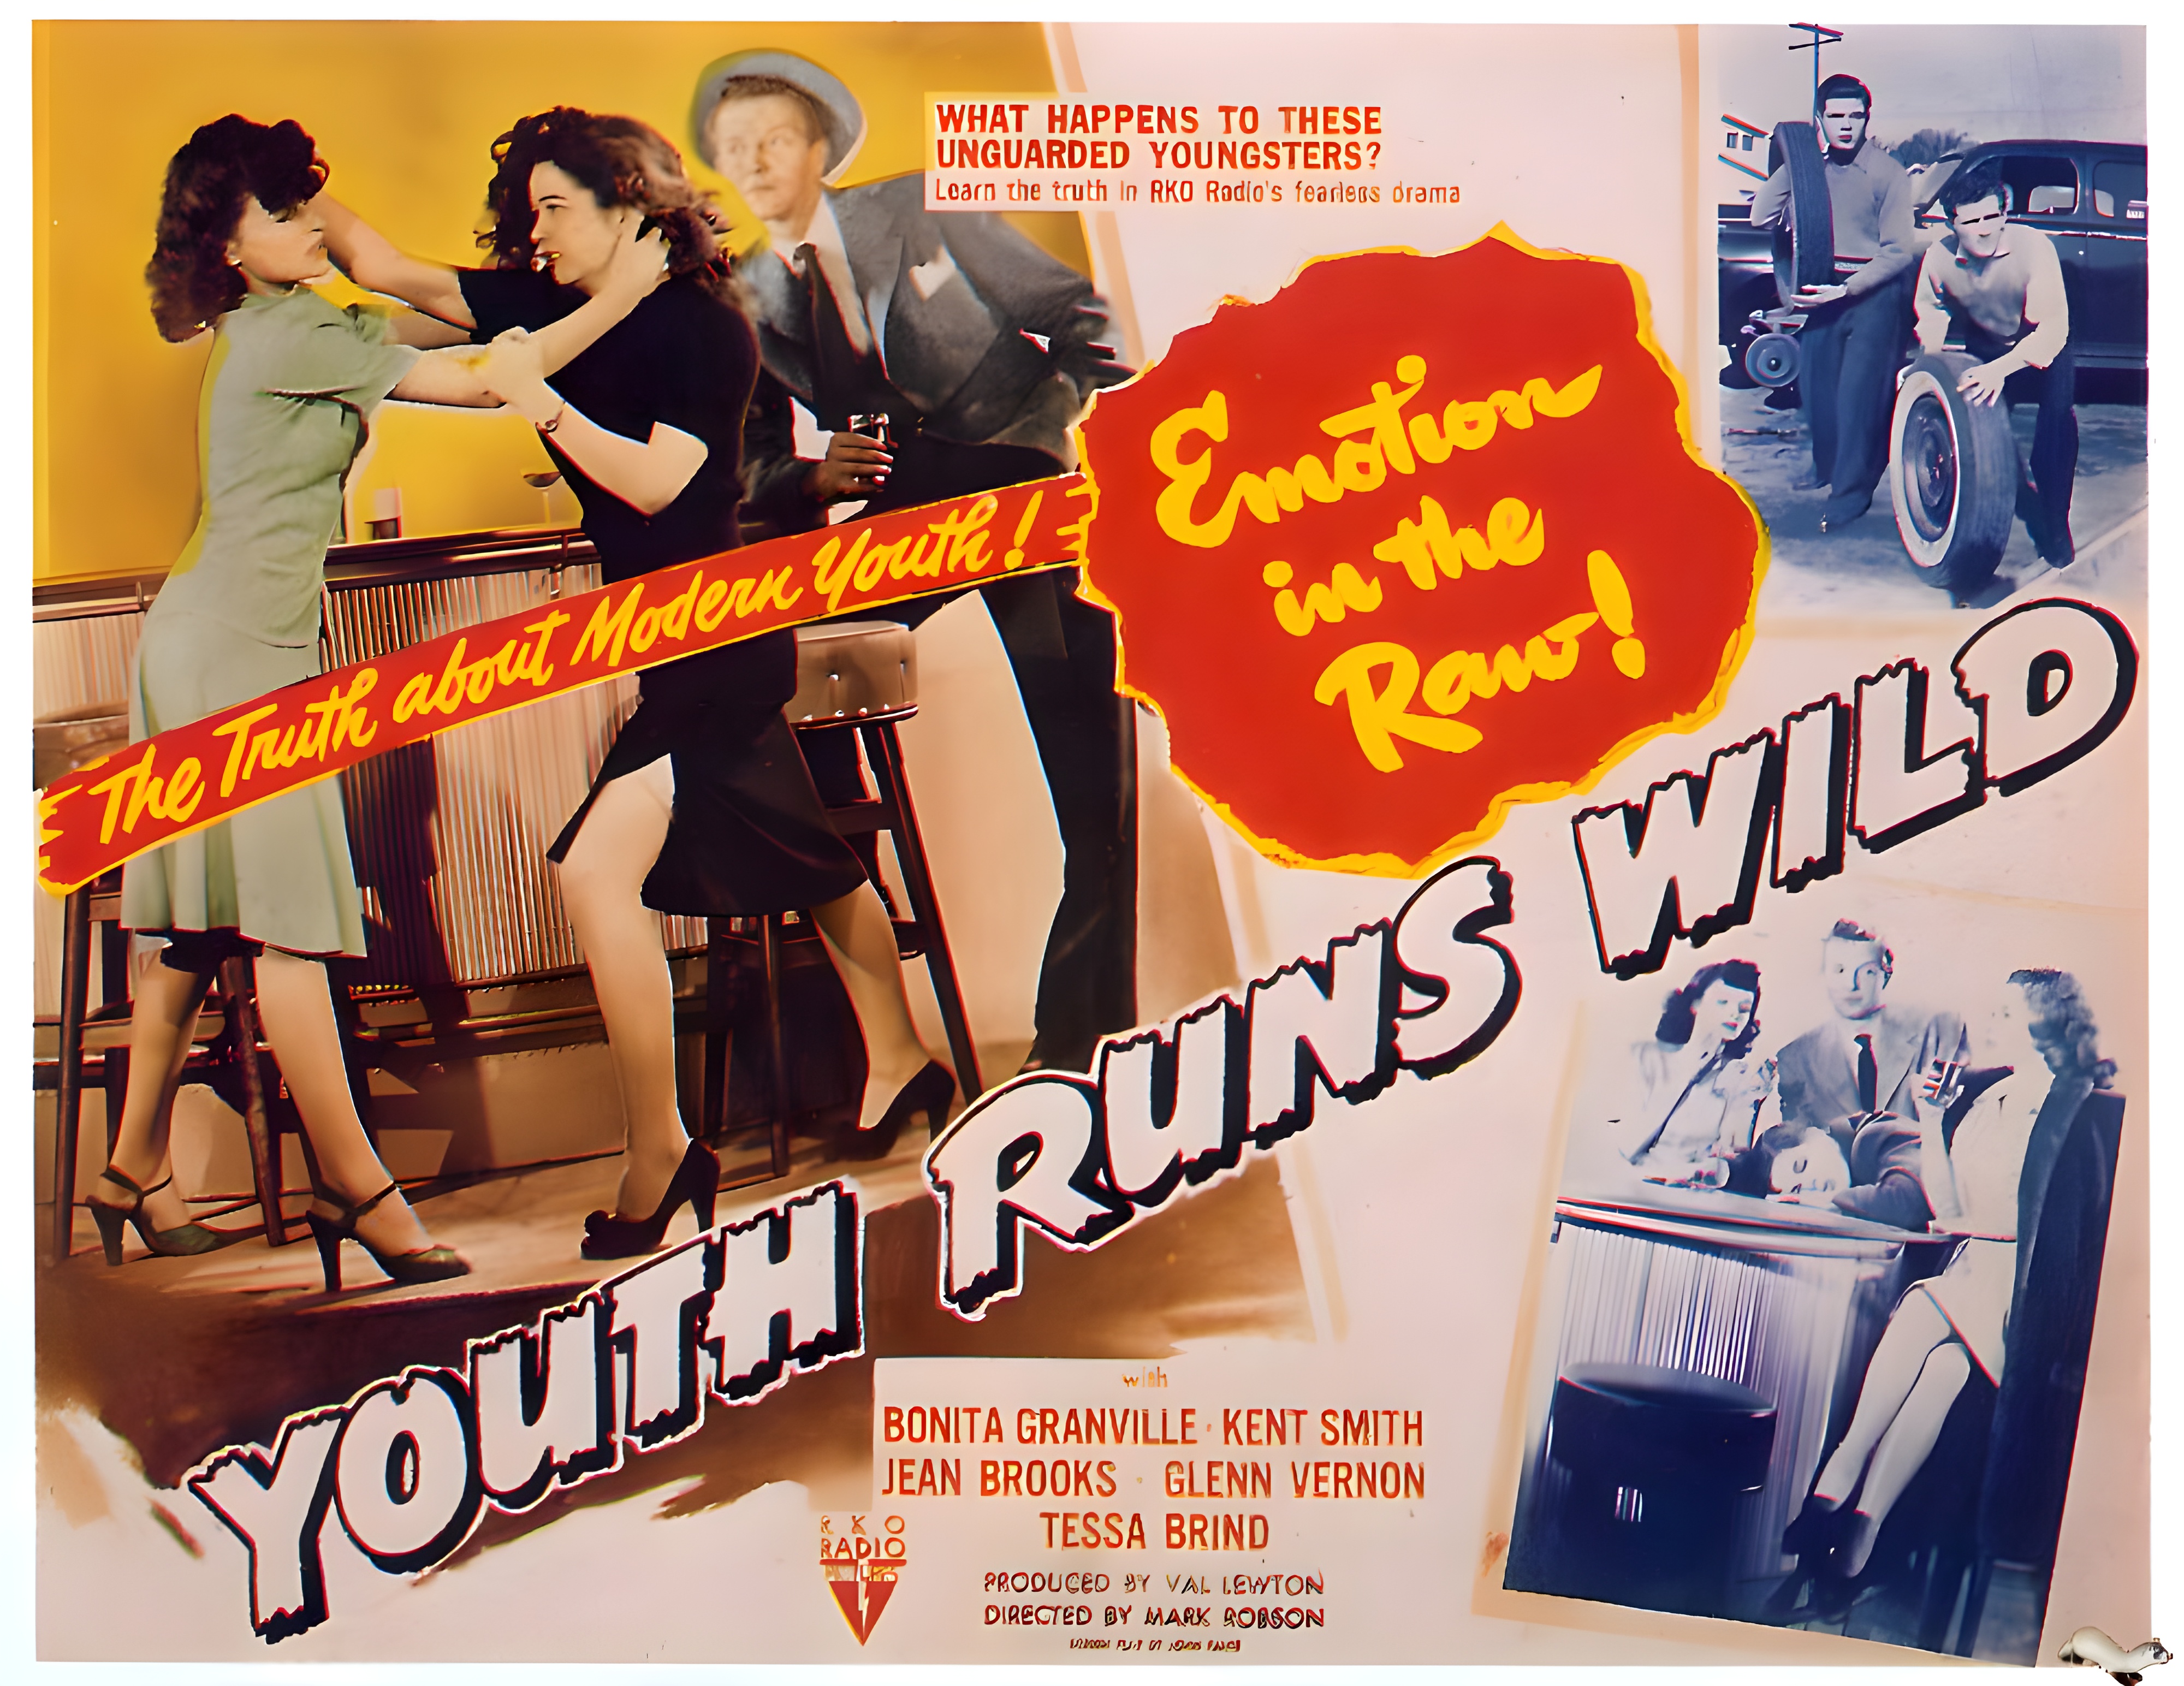 WHAT HAPPENS TO THESE
UNGUARDED YOUNGSTERS?
Learn the truth in RKO Radio's fearless drama
Emotion
in the
Raw!
The Truth about Modern Youth!
YOUTH RUNS WILD
with
BONITA GRANVILLE · KENT SMITH
JEAN BROOKS · GLENN VERNON
TESSA BRIND
RKO
RADIO
PRODUCED BY VAL LEWTON
DIRECTED BY MARK ROBSON